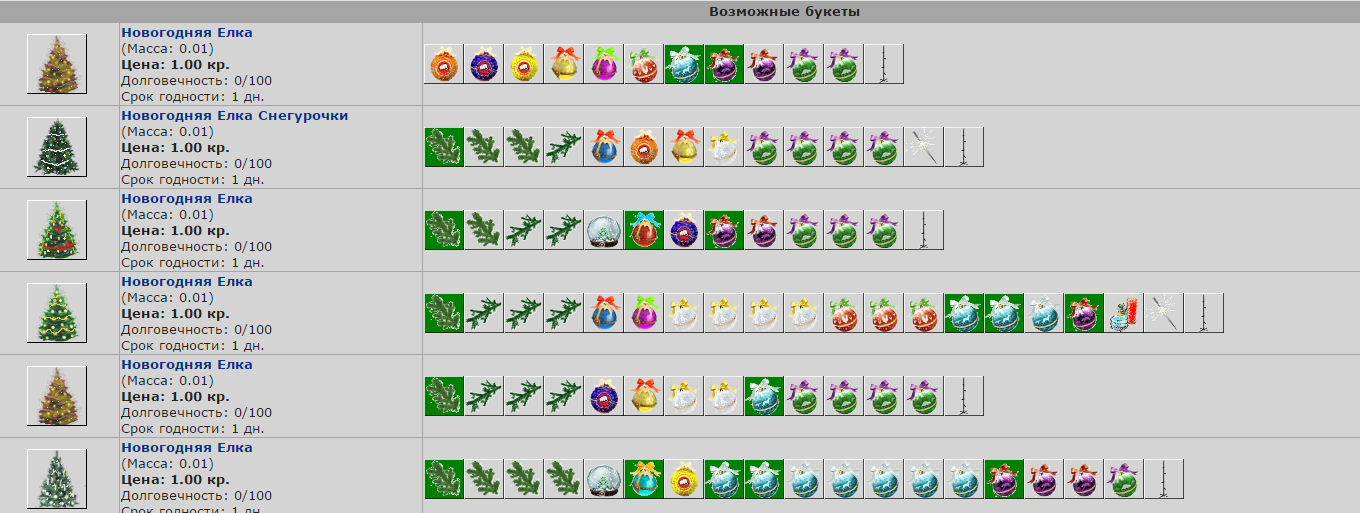 Возможные букеты
Новогодняя Елка
(Масса: 0.01)
Цена: 1.00 кр.
Долговечность: 0/100
Срок годности: 1 дн.
Новогодняя Елка Снегурочки
(Масса: 0.01)
Цена: 1.00 кр.
Долговечность: 0/100
Срок годности: 1 дн.
Новогодняя Елка
(Масса: 0.01)
Цена: 1.00 кр.
Долговечность: 0/100
Срок годности: 1 дн.
Новогодняя Елка
(Масса: 0.01)
Цена: 1.00 кр.
Долговечность: 0/100
Срок годности: 1 дн.
Новогодняя Елка
(Масса: 0.01)
Цена: 1.00 кр.
Долговечность: 0/100
Срок годности: 1 дн.
Новогодняя Елка
(Масса: 0.01)
Цена: 1.00 кр.
Долговечность: 0/100
Срок годности: 1 дн.